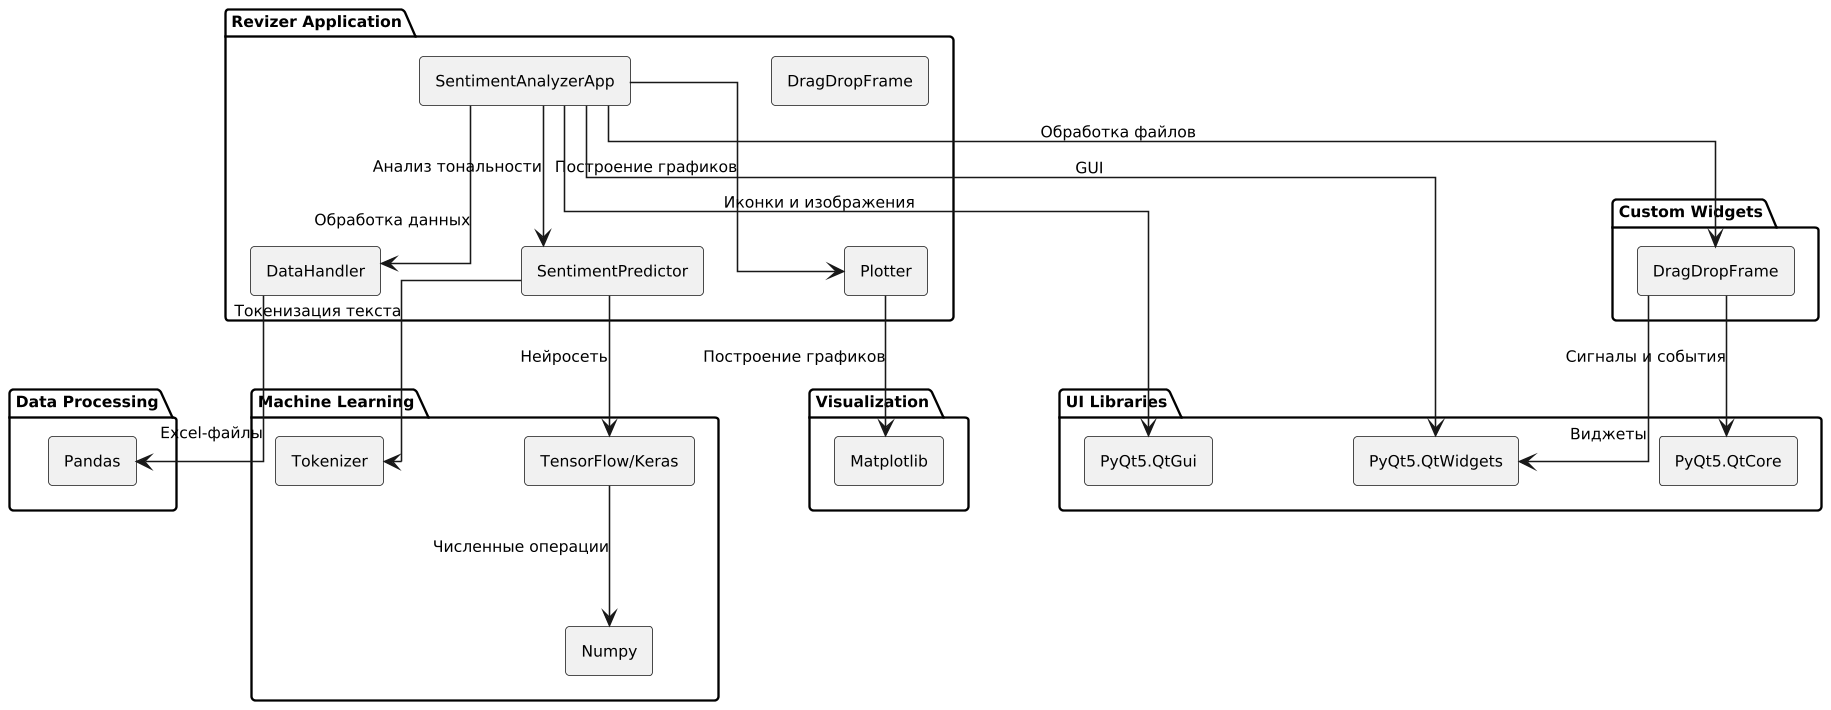 Revizer Application
SentimentAnalyzerApp
DragDropFrame
Обработка файлов
Анализ тональности
Построение графиков
GUI
Иконки и изображения
Обработка данных
Custom Widgets
DataHandler
SentimentPredictor
Plotter
DragDropFrame
Токенизация текста
Нейросеть
Построение графиков
Сигналы и события
Data Processing
Machine Learning
Visualization
UI Libraries
Excel-файлы
Виджеты
Pandas
Tokenizer
TensorFlow/Keras
Matplotlib
PyQt5.QtGui
PyQt5.QtWidgets
PyQt5.QtCore
Численные операции
Numpy